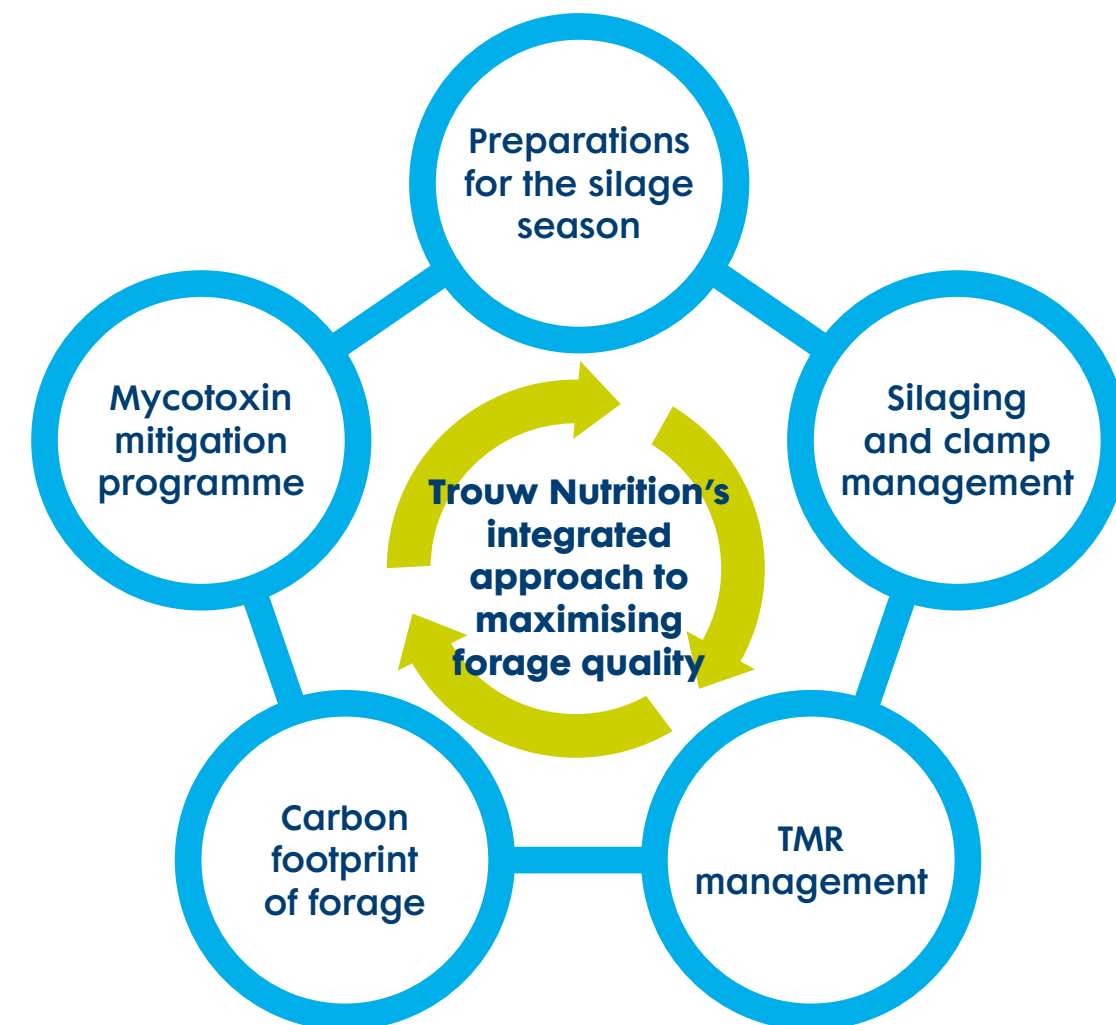 Preparations
for the silage
season
Silaging
and clamp
management
TMR
management
Carbon
footprint
of forage
Mycotoxin
mitigation
programme
Trouw Nutrition's
integrated
approach to
maximising
forage quality